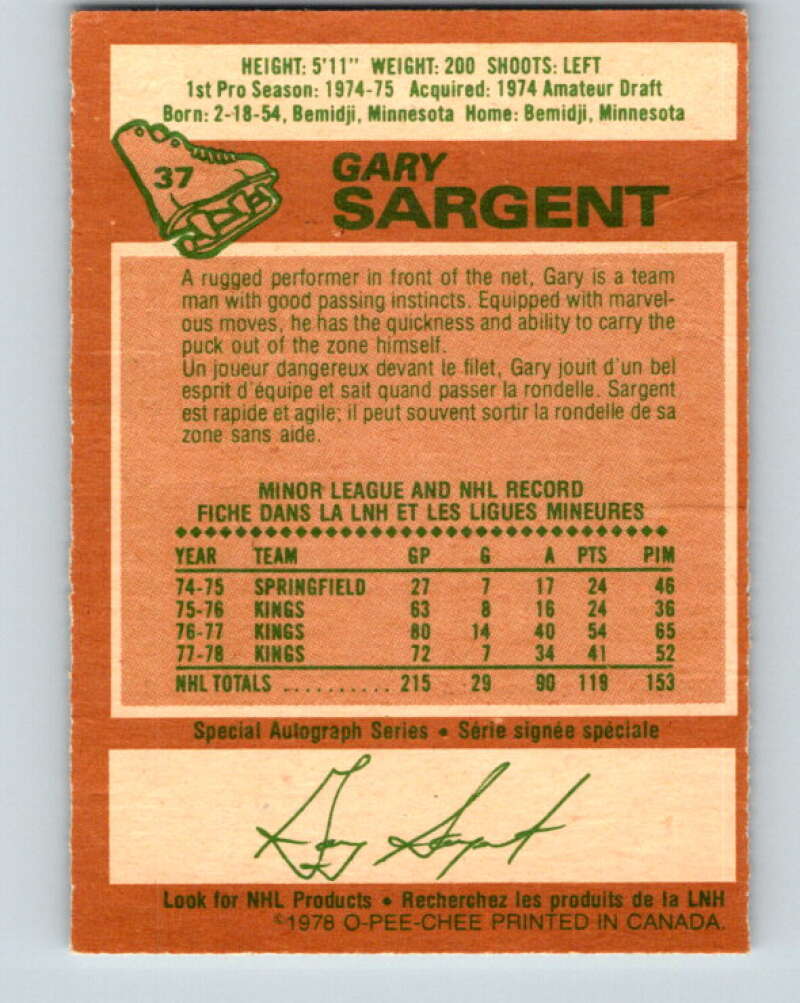 HEIGHT: 5'11" WEIGHT: 200 SHOOTS: LEFT
1st Pro Season: 1974-75 Acquired: 1974 Amateur Draft
Born: 2-18-54, Bemidji, Minnesota Home: Bemidji, Minnesota
37
GARY
SARGENT
A rugged performer in front of the net, Gary is a team
man with good passing instincts. Equipped with marvel-
ous moves, he has the quickness and ability to carry the
puck out of the zone himself.
Un joueur dangereux devant le filet, Gary jouit d'un bel
esprit d'équipe et sait quand passer la rondelle. Sargent
est rapide et agile; il peut souvent sortir la rondelle de sa
zone sans aide.
MINOR LEAGUE AND NHL RECORD
FICHE DANS LA LNH ET LES LIGUES MINEURES
YEAR TEAM GP G A PTS PIM
74-75 SPRINGFIELD 27 7 17 24 46
75-76 KINGS 63 8 16 24 36
76-77 KINGS 80 14 40 54 65
77-78 KINGS 72 7 34 41 52
NHL TOTALS .......... 215 29 90 119 153
Special Autograph Series • Série signée spéciale
Gary Sargent
Look for NHL Products • Recherchez les produits de la LNH
©1978 O-PEE-CHEE PRINTED IN CANADA.